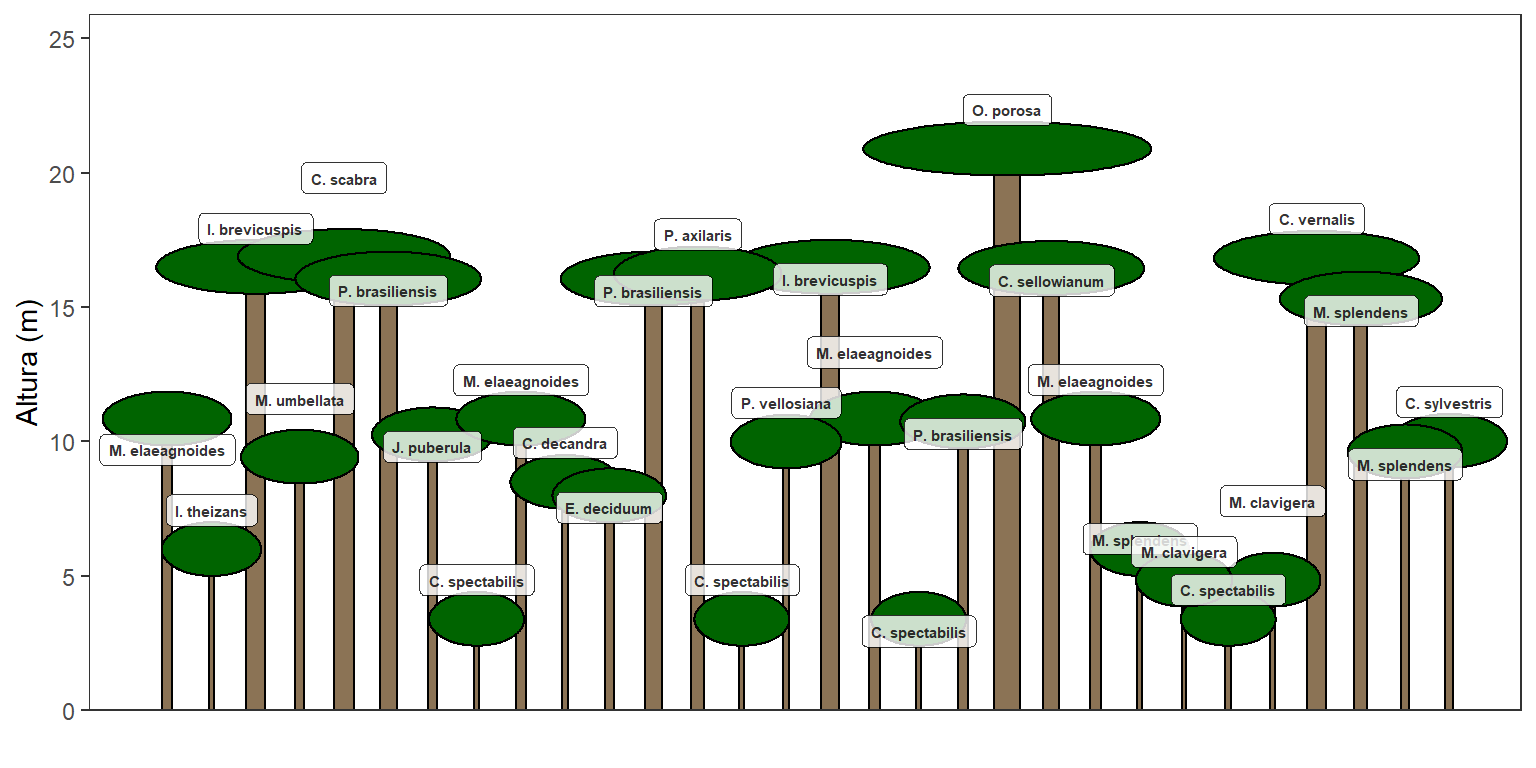 25
20
15
10
5
0
Altura (m)
O. porosa
C. scabra
C. vernalis
I. brevicuspis
P. axilaris
I. brevicuspis
C. sellowianum
P. brasiliensis
P. brasiliensis
M. splendens
M. elaeagnoides
M. elaeagnoides
M. elaeagnoides
M. umbellata
P. vellosiana
C. sylvestris
P. brasiliensis
C. decandra
J. puberula
M. elaeagnoides
M. splendens
M. clavigera
E. deciduum
I. theizans
M. splendens
M. clavigera
C. spectabilis
C. spectabilis
C. spectabilis
C. spectabilis